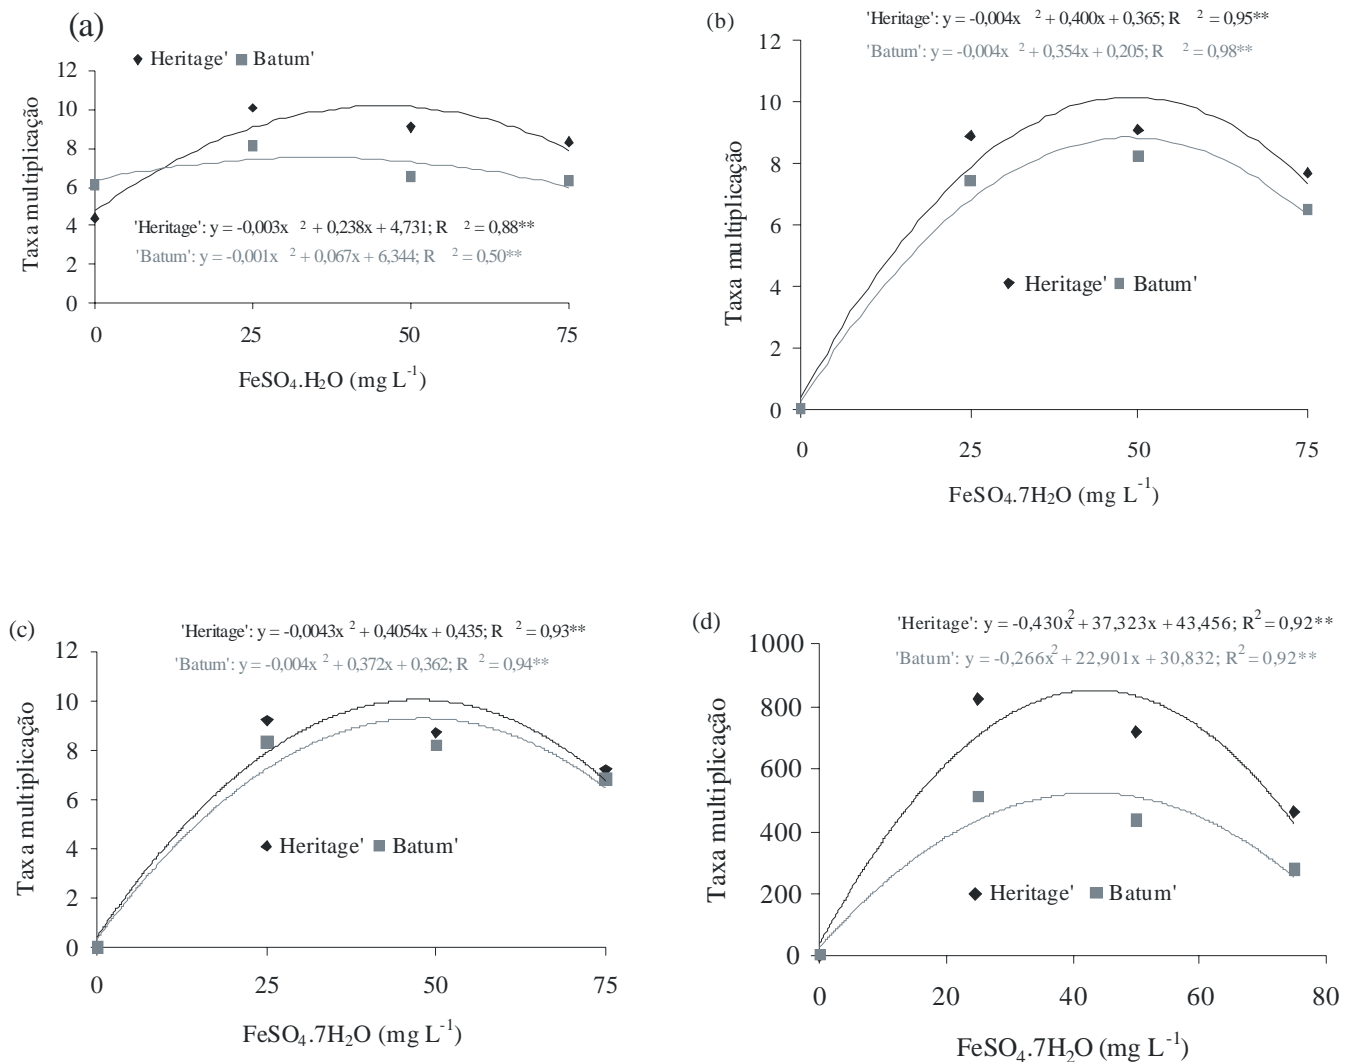 (a)
Heritage' Batum'
12
10
8
6
4
2
0
Taxa multiplicação
'Heritage': y = -0,003x 2 + 0,238x + 4,731; R 2 = 0,88**
'Batum': y = -0,001x 2 + 0,067x + 6,344; R 2 = 0,50**
0 25 50 75
FeSO4.H2O (mg L-1)
(b)
'Heritage': y = -0,004x 2 + 0,400x + 0,365; R 2 = 0,95**
'Batum': y = -0,004x 2 + 0,354x + 0,205; R 2 = 0,98**
12
10
8
6
4
2
0
Taxa multiplicação
Heritage' Batum'
0 25 50 75
FeSO4.7H2O (mg L-1)
(c)
'Heritage': y = -0,0043x 2 + 0,4054x + 0,435; R 2 = 0,93**
'Batum': y = -0,004x 2 + 0,372x + 0,362; R 2 = 0,94**
12
10
8
6
4
2
0
Taxa multiplicação
Heritage' Batum'
0 25 50 75
FeSO4.7H2O (mg L-1)
(d)
'Heritage': y = -0,430x2 + 37,323x + 43,456; R2 = 0,92**
'Batum': y = -0,266x2 + 22,901x + 30,832; R2 = 0,92**
1000
800
600
400
200
0
Taxa multiplicação
Heritage' Batum'
0 20 40 60 80
FeSO4.7H2O (mg L-1)